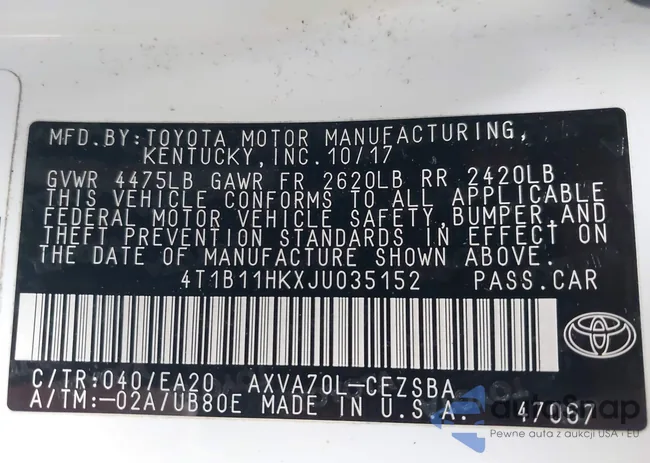 MFD.BY:TOYOTA MOTOR MANUFACTURING,
KENTUCKY,INC.10/17
GVWR 4475LB GAWR FR 2620LB RR 2420LB
THIS VEHICLE CONFORMS TO ALL APPLICABLE
FEDERAL MOTOR VEHICLE SAFETY,BUMPER,AND
THEFT PREVENTION STANDARDS IN EFFECT ON
THE DATE OF MANUFACTURE SHOWN ABOVE.
4T1B11HKXJU035152 PASS.CAR
C/TR:040/EA20 AXVA70L-CEZSBA
A/TM:-02A/UB80E MADE IN U.S.A. 47067
autoSnap
Pewne auta z aukcji USA i EU